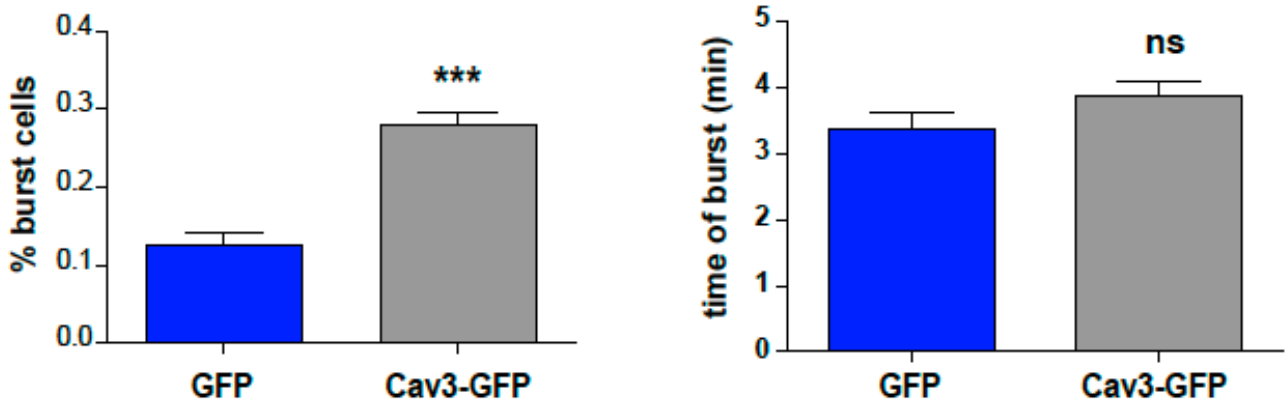 % burst cells
0.4
0.3
0.2
0.1
0.0
***
GFP
Cav3-GFP
time of burst (min)
5
4
3
2
1
0
ns
GFP
Cav3-GFP